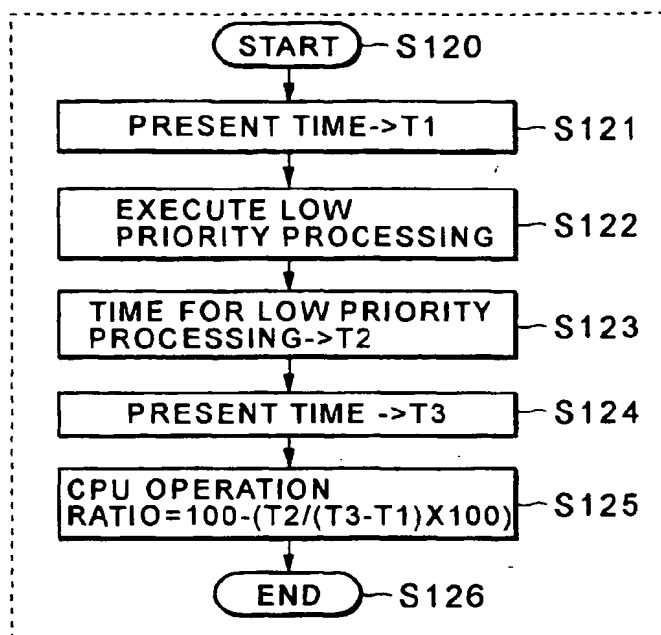 START S120
PRESENT TIME->T1 S121
EXECUTE LOW
PRIORITY PROCESSING S122
TIME FOR LOW PRIORITY
PROCESSING->T2 S123
PRESENT TIME ->T3 S124
CPU OPERATION
RATIO=100-(T2/(T3-T1)X100) S125
END S126